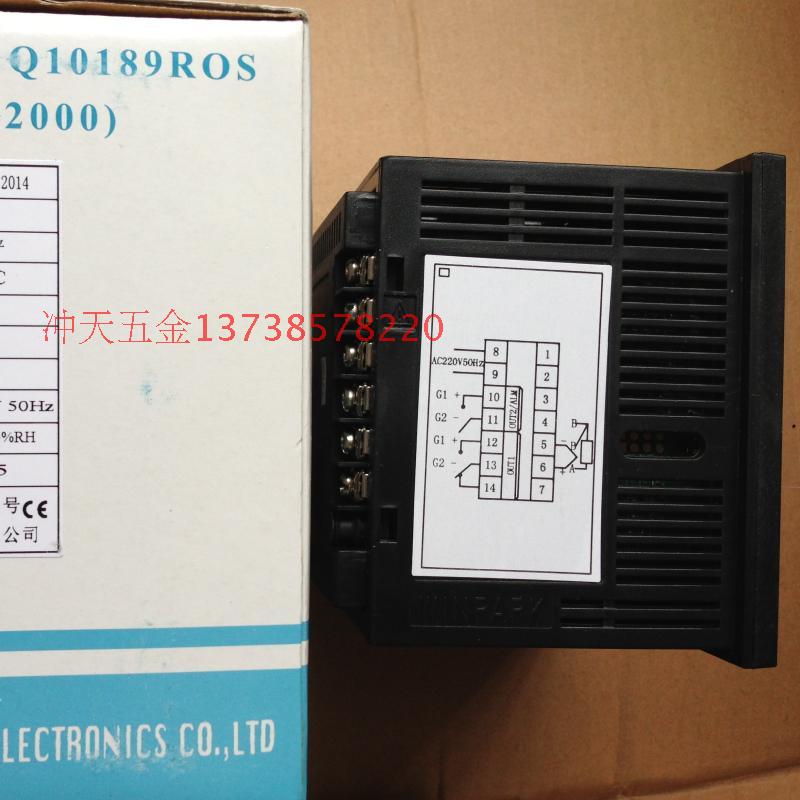 Q10189ROS
2000)
2014
z
C
冲天五金13738578220
50Hz
%RH
5
号 CE
公司
LECTRONICS CO.,LTD
AC220V50Hz
8 1
9 2
G1 + 10 3
G2 - 11 4
OUT2/ALM
G1 + 12 5 -
G2 - 13 6 +
OUT1
14 7
B
B
A
WINPARK